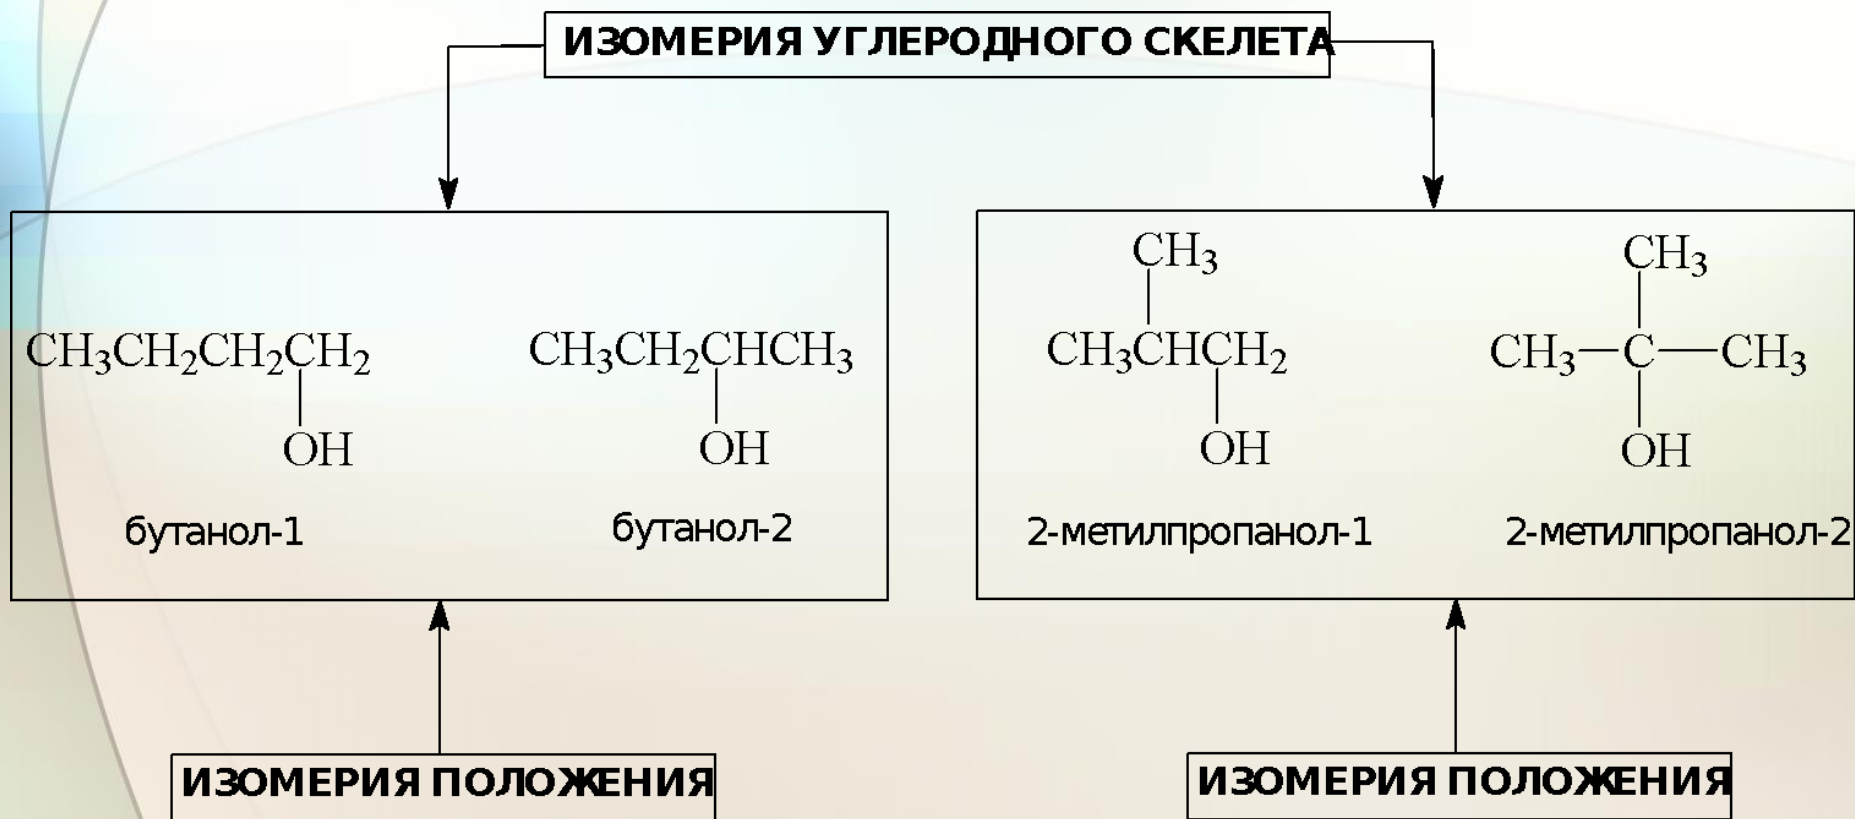 ИЗОМЕРИЯ УГЛЕРОДНОГО СКЕЛЕТА
CH₃CH₂CH₂CH₂
OH
бутанол-1
CH₃CH₂CHCH₃
OH
бутанол-2
CH₃
CH₃CHCH₂
OH
2-метилпропанол-1
CH₃
CH₃—C—CH₃
OH
2-метилпропанол-2
ИЗОМЕРИЯ ПОЛОЖЕНИЯ
ИЗОМЕРИЯ ПОЛОЖЕНИЯ